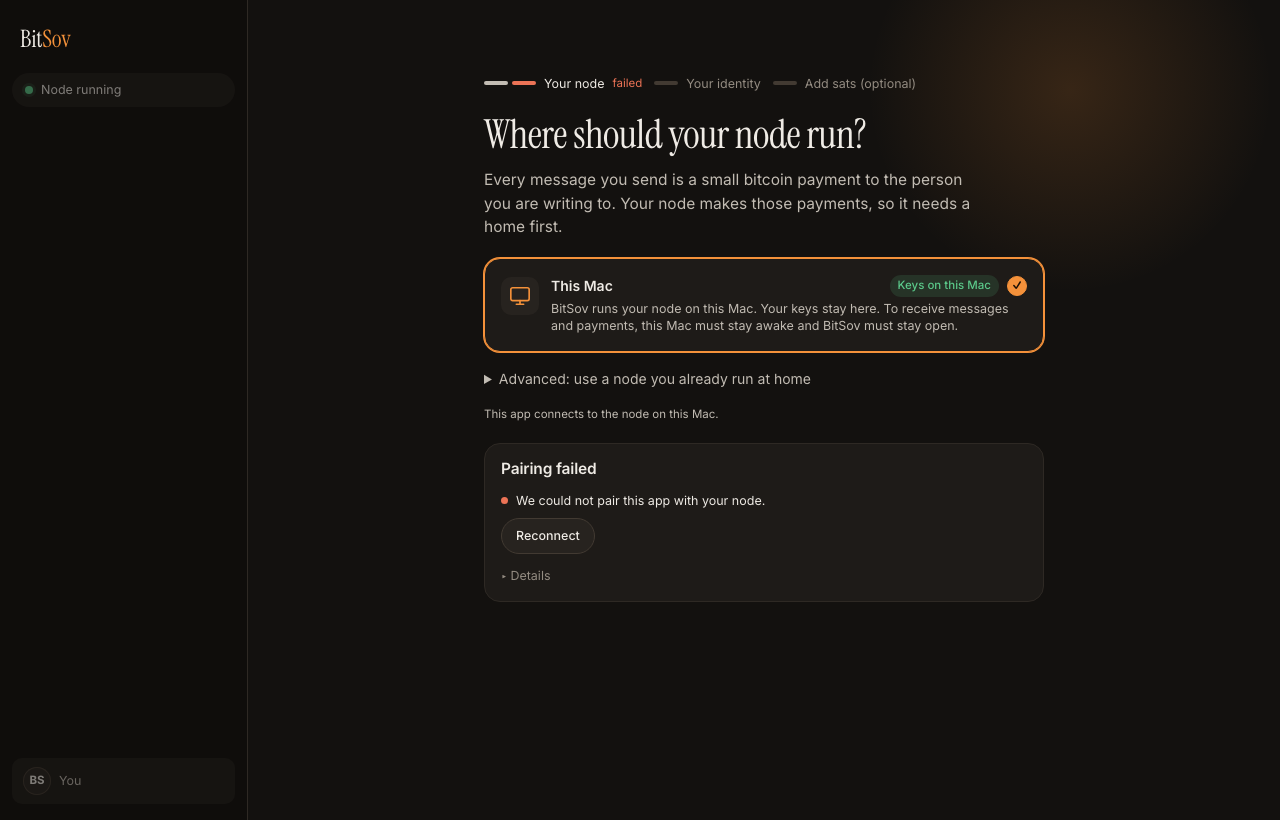 BitSov
Node running
Your node failed Your identity Add sats (optional)
Where should your node run?
Every message you send is a small bitcoin payment to the person
you are writing to. Your node makes those payments, so it needs a
home first.
This Mac
Keys on this Mac
BitSov runs your node on this Mac. Your keys stay here. To receive messages
and payments, this Mac must stay awake and BitSov must stay open.
Advanced: use a node you already run at home
This app connects to the node on this Mac.
Pairing failed
We could not pair this app with your node.
Reconnect
Details
BS You